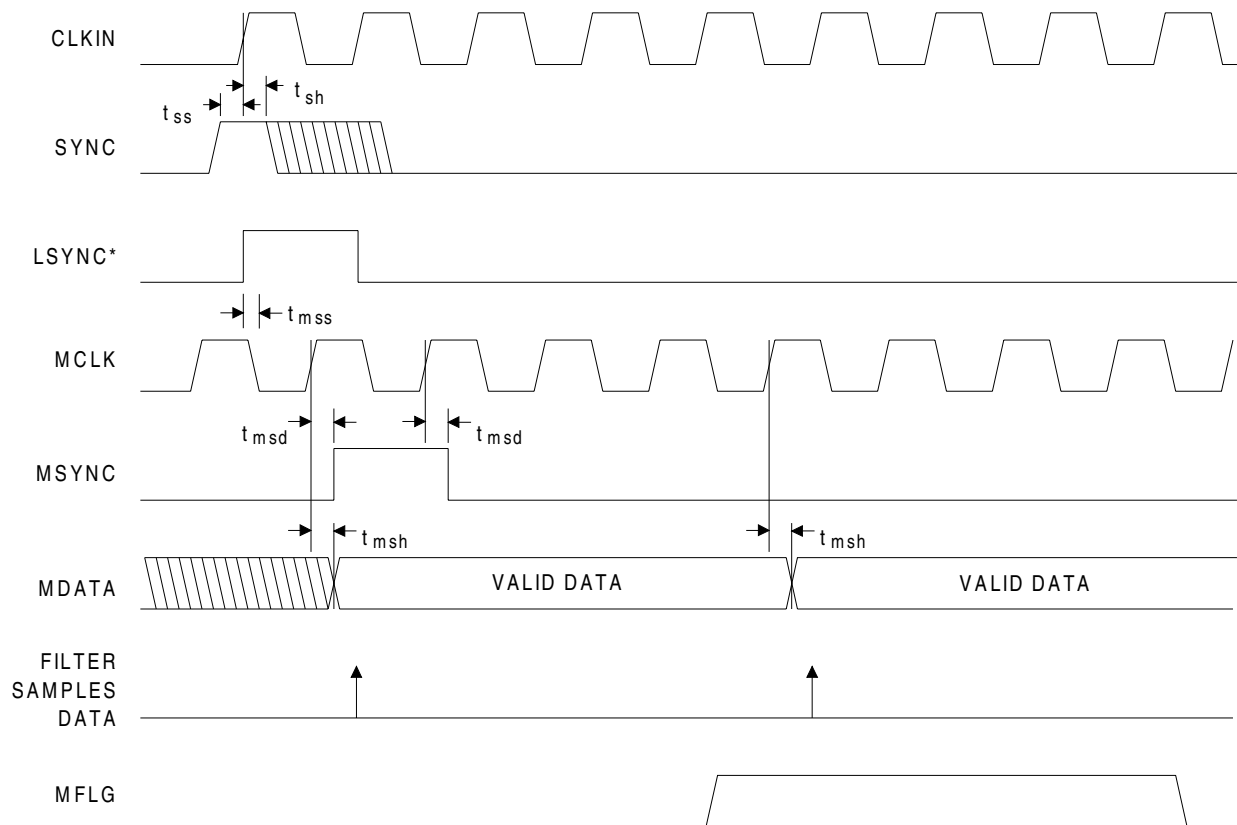 CLKIN
t sh
t ss
SYNC
LSYNC*
t mss
MCLK
t msd
t msd
MSYNC
t msh
t msh
MDATA
VALID DATA
VALID DATA
FILTER
SAMPLES
DATA
MFLG